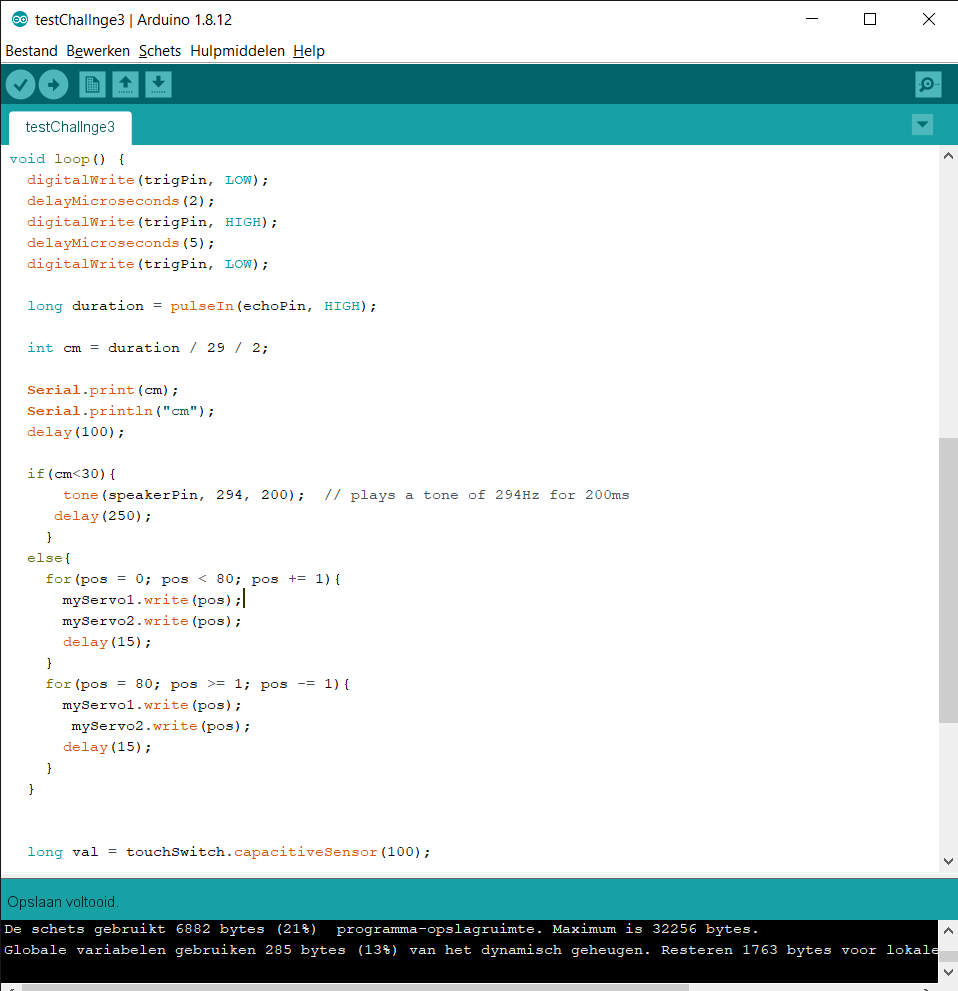 testChallnge3 | Arduino 1.8.12
Bestand Bewerken Schets Hulpmiddelen Help
testChallnge3
void loop() {
  digitalWrite(trigPin, LOW);
  delayMicroseconds(2);
  digitalWrite(trigPin, HIGH);
  delayMicroseconds(5);
  digitalWrite(trigPin, LOW);
  long duration = pulseIn(echoPin, HIGH);
  int cm = duration / 29 / 2;
  Serial.print(cm);
  Serial.println("cm");
  delay(100);
  if(cm<30){
      tone(speakerPin, 294, 200);  // plays a tone of 294Hz for 200ms
     delay(250);
    }
  else{
    for(pos = 0; pos < 80; pos += 1){
      myServo1.write(pos);
      myServo2.write(pos);
      delay(15);
    }
    for(pos = 80; pos >= 1; pos -= 1){
      myServo1.write(pos);
       myServo2.write(pos);
      delay(15);
    }
  }
  long val = touchSwitch.capacitiveSensor(100);
Opslaan voltooid.
De schets gebruikt 6882 bytes (21%)  programma-opslagruimte. Maximum is 32256 bytes.
Globale variabelen gebruiken 285 bytes (13%) van het dynamisch geheugen. Resteren 1763 bytes voor lokale